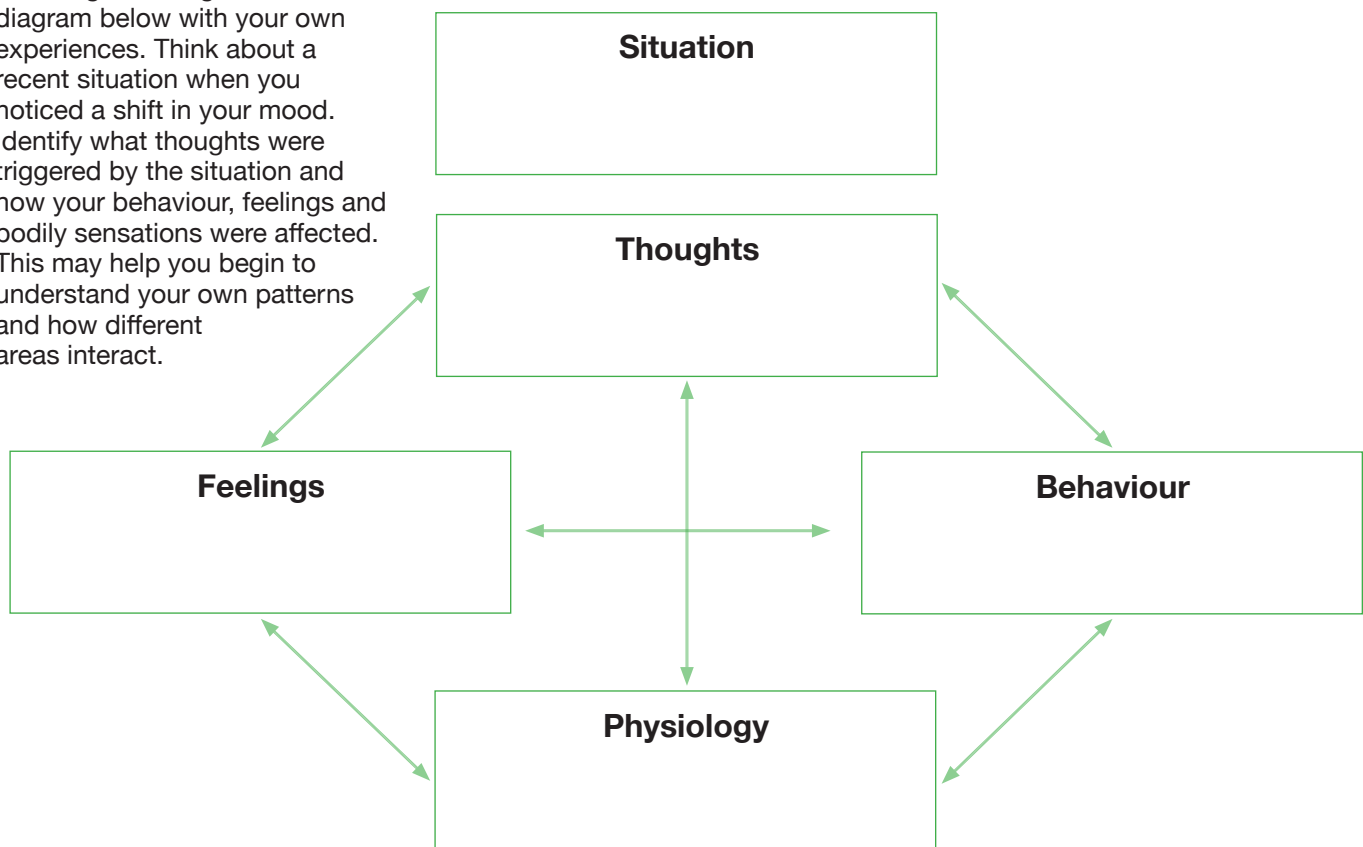 diagram below with your own
experiences. Think about a
recent situation when you
noticed a shift in your mood.
Identify what thoughts were
triggered by the situation and
how your behaviour, feelings and
bodily sensations were affected.
This may help you begin to
understand your own patterns
and how different
areas interact.
Situation
Thoughts
Feelings
Behaviour
Physiology